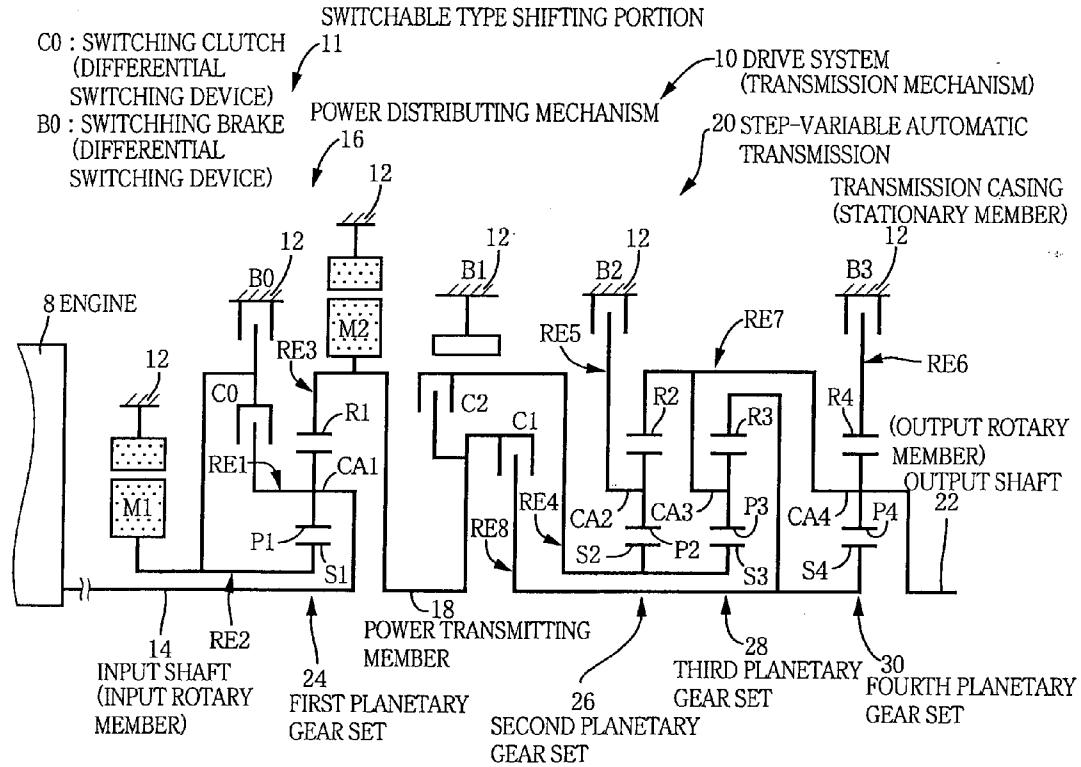 SWITCHABLE TYPE SHIFTING PORTION
C0 : SWITCHING CLUTCH
(DIFFERENTIAL
SWITCHING DEVICE)
11
B0 : SWITCHHING BRAKE
(DIFFERENTIAL
SWITCHING DEVICE)
POWER DISTRIBUTING MECHANISM
16
10 DRIVE SYSTEM
(TRANSMISSION MECHANISM)
20 STEP-VARIABLE AUTOMATIC
TRANSMISSION
TRANSMISSION CASING
(STATIONARY MEMBER)
12
12
12
12
12
12
B0
B1
B2
B3
8 ENGINE
M2
RE3
RE5
RE7
RE6
C0
R1
C2
C1
R2
R3
R4
(OUTPUT ROTARY
MEMBER)
OUTPUT SHAFT
22
RE1
CA1
M1
RE4
CA2
CA3
P3
CA4
P4
P1
RE8
S2
P2
S1
S3
S4
RE2
18
POWER TRANSMITTING
MEMBER
14
INPUT SHAFT
(INPUT ROTARY
MEMBER)
24
FIRST PLANETARY
GEAR SET
26
SECOND PLANETARY
GEAR SET
28
THIRD PLANETARY
GEAR SET
30
FOURTH PLANETARY
GEAR SET